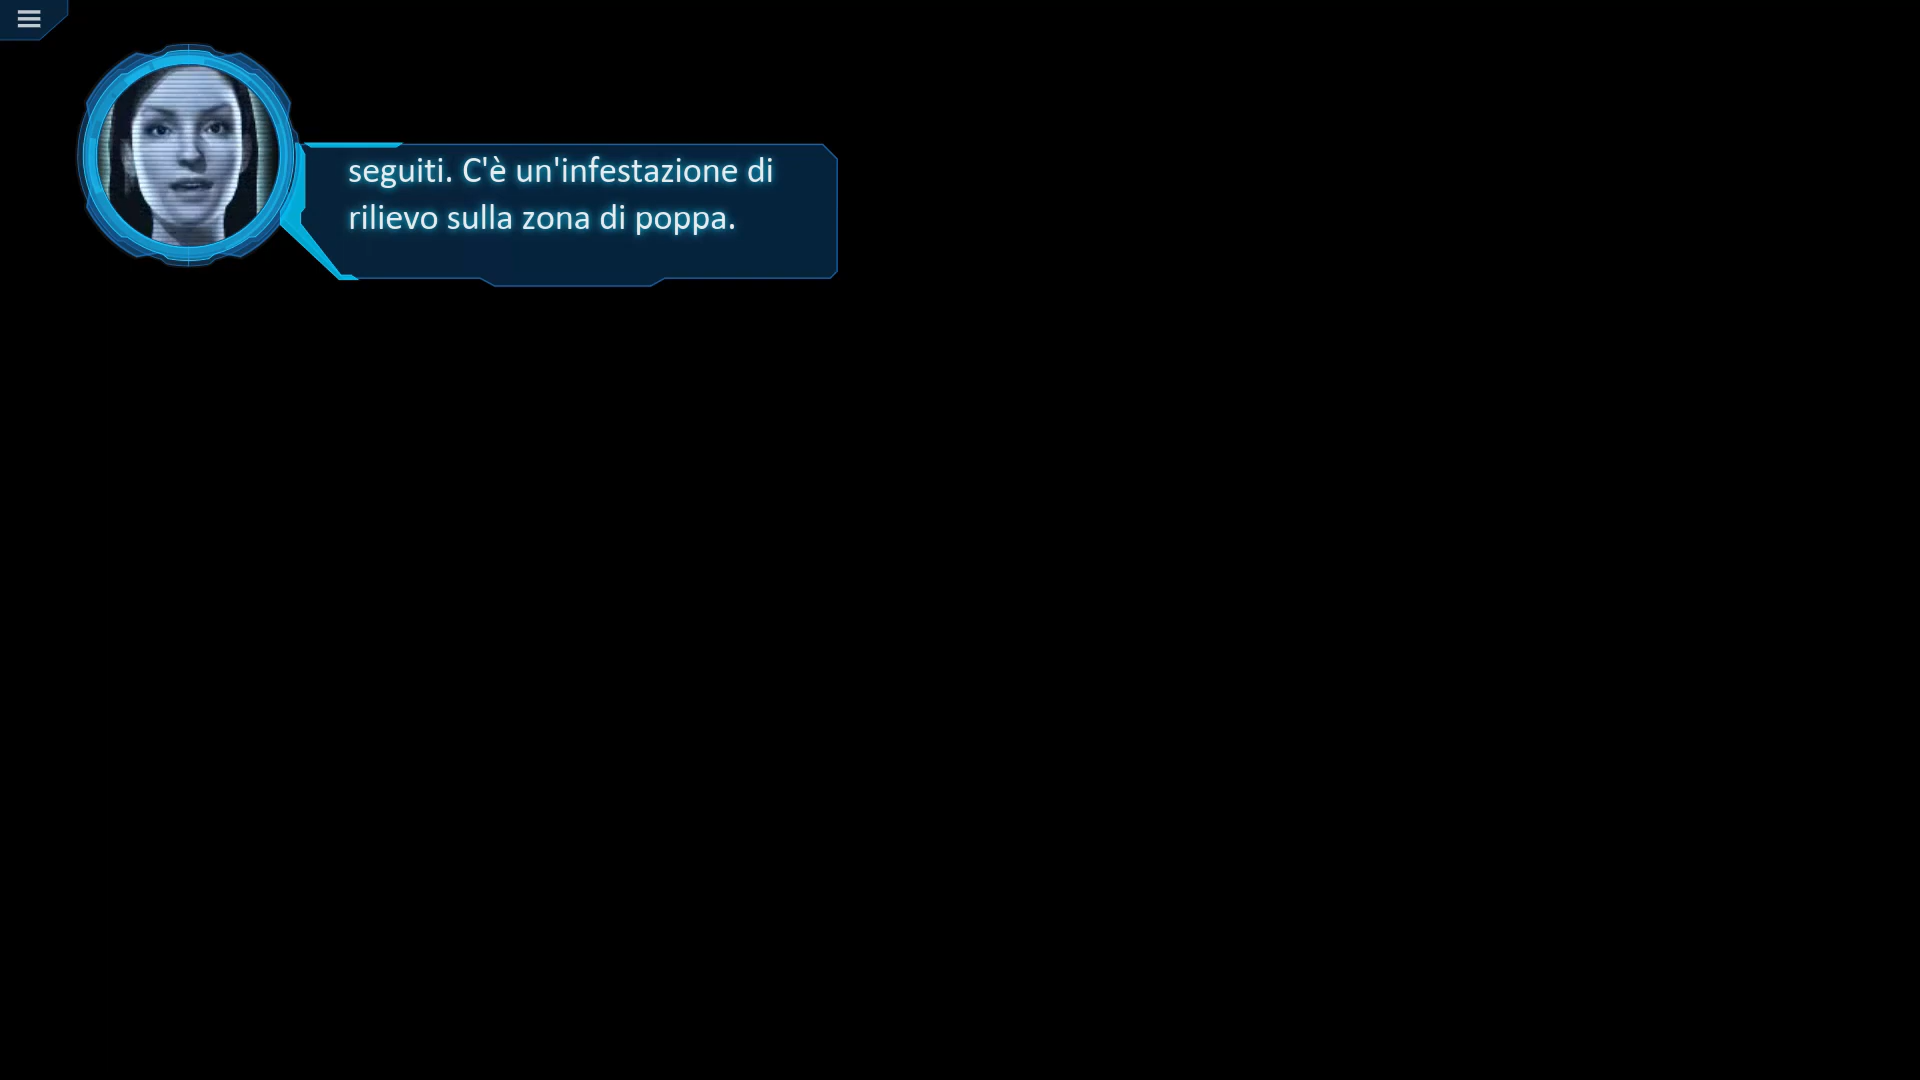 seguiti. C'è un'infestazione di
rilievo sulla zona di poppa.